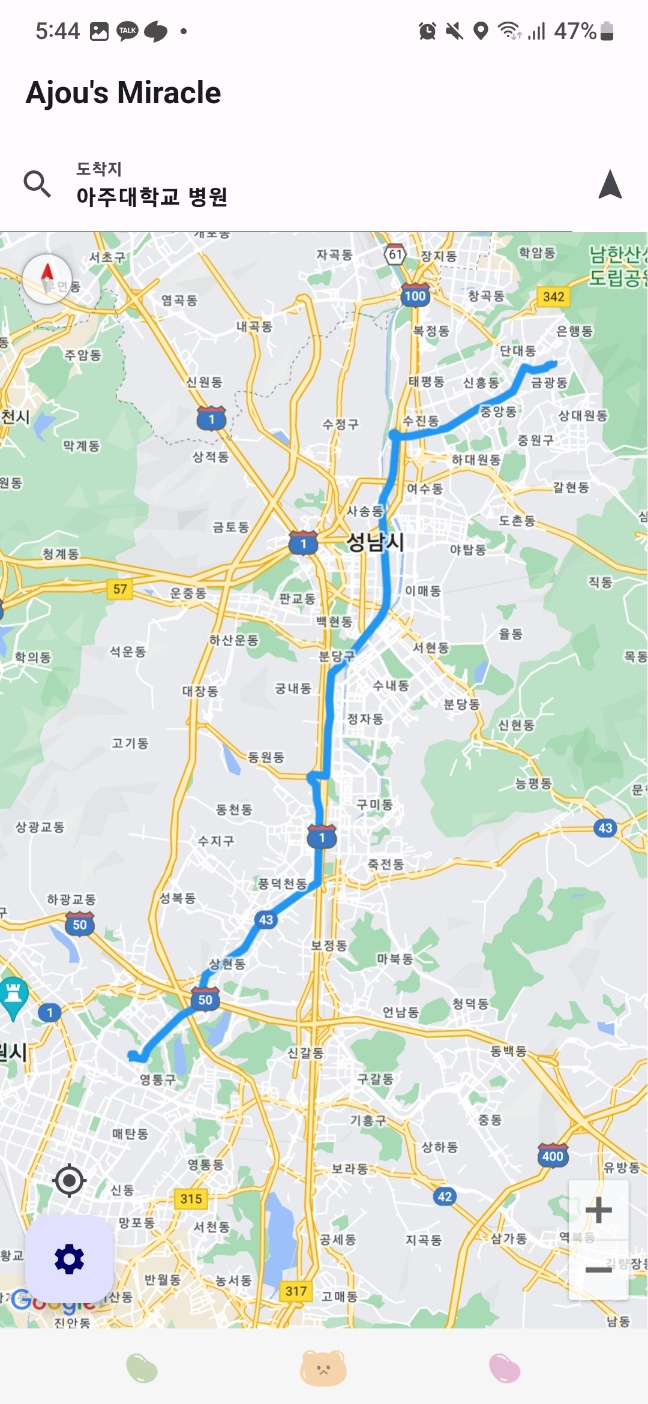 5:44
TALK
47%
Ajou's Miracle
도착지
아주대학교 병원
서초구
자곡동
61
장지동
학암동
남한산성
도립공원
염곡동
100
창곡동
342
내곡동
복정동
은행동
주암동
단대동
신원동
태평동
신흥동
금광동
천시
1
수정구
수진동
중앙동
상대원동
막계동
중원구
상적동
하대원동
원동
여수동
갈현동
사송동
금토동
도촌동
1
성남시
야탑동
청계동
직동
57
운중동
판교동
이매동
백현동
하산운동
율동
학의동
석운동
분당구
서현동
목동
대장동
궁내동
수내동
분당동
정자동
신현동
고기동
동원동
능평동
동천동
구미동
상광교동
43
수지구
1
죽전동
풍덕천동
하광교동
성복동
50
43
보정동
상현동
마북동
50
청덕동
1
언남동
원시
신갈동
동백동
영통구
구갈동
기흥구
중동
매탄동
상하동
400
영통동
보라동
유방동
신동
315
42
망포동
서천동
지곡동
삼가동
역북동
공세동
황교
반월동
농서동
317
고매동
Google
산동
진안동
남동